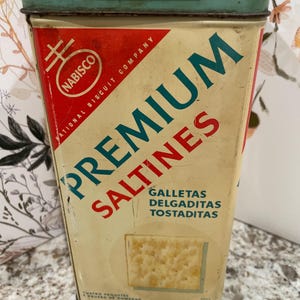 NABISCO
NATIONAL BISCUIT COMPANY
PREMIUM
SALTINES
GALLETAS
DELGADITAS
TOSTADITAS